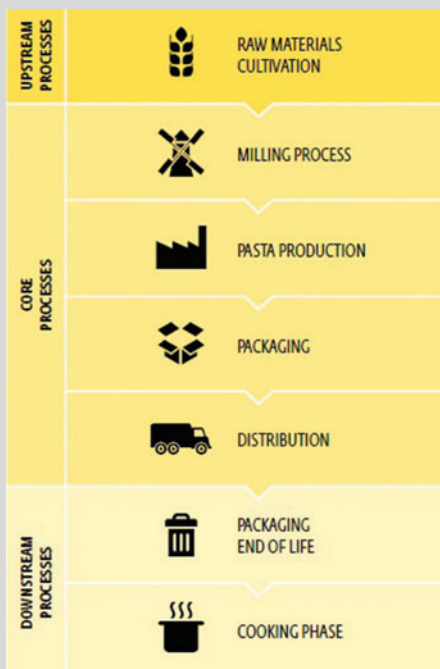 UPSTREAM
PROCESSES
RAW MATERIALS
CULTIVATION
CORE
PROCESSES
MILLING PROCESS
PASTA PRODUCTION
PACKAGING
DISTRIBUTION
DOWNSTREAM
PROCESSES
PACKAGING
END OF LIFE
COOKING PHASE